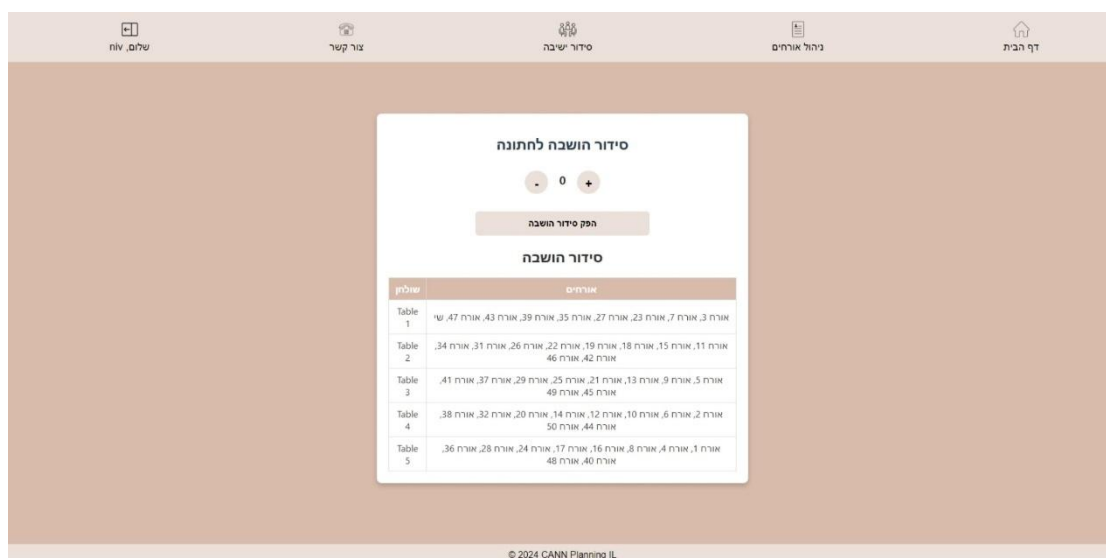 דף הבית
ניהול אורחים
סידור ישיבה
צור קשר
שלום, niv
סידור הושבה לחתונה
- 0 +
הפק סידור הושבה
סידור הושבה
אורחים שולחן
אורח 3, אורח 7, אורח 23, אורח 27, אורח 35, אורח 39, אורח 43, אורח 47, שי
Table
1
אורח 11, אורח 15, אורח 18, אורח 19, אורח 22, אורח 26, אורח 31, אורח 34,
אורח 42, אורח 46
Table
2
אורח 5, אורח 9, אורח 13, אורח 21, אורח 25, אורח 29, אורח 37, אורח 41,
אורח 45, אורח 49
Table
3
אורח 2, אורח 6, אורח 10, אורח 12, אורח 14, אורח 20, אורח 32, אורח 38,
אורח 44, אורח 50
Table
4
אורח 1, אורח 4, אורח 8, אורח 16, אורח 17, אורח 24, אורח 28, אורח 36,
אורח 40, אורח 48
Table
5
© 2024 CANN Planning IL